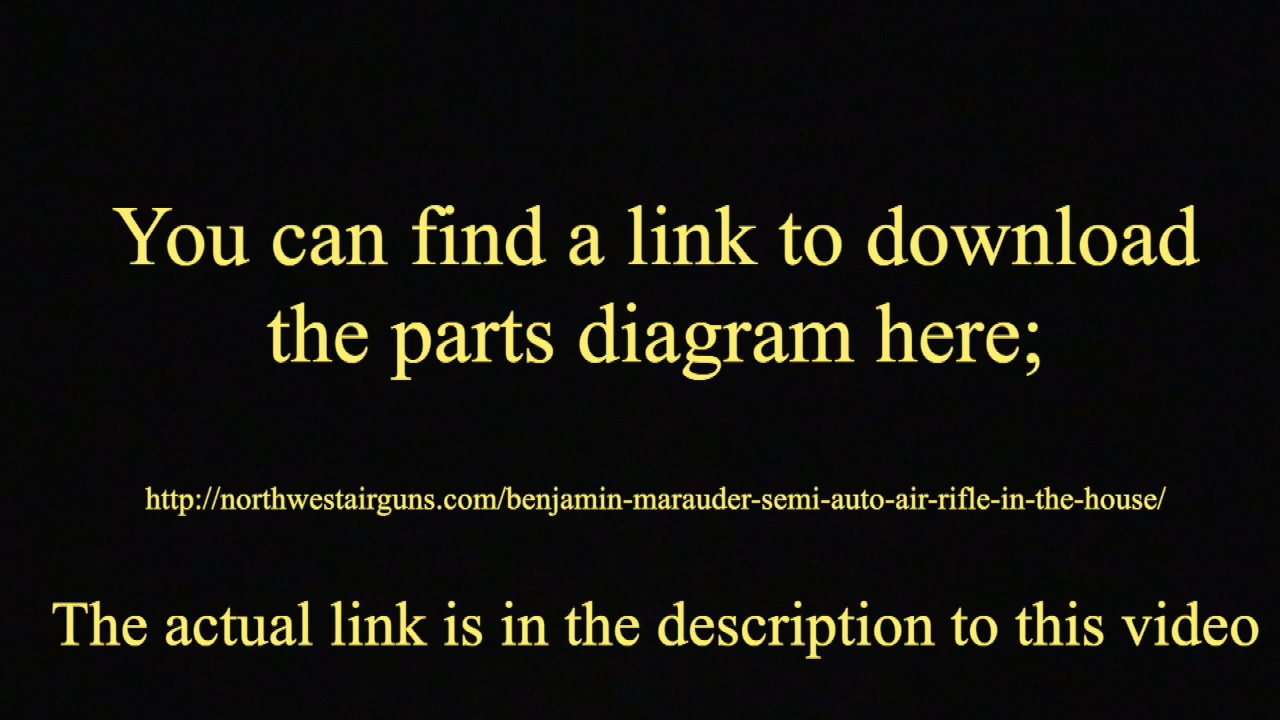 You can find a link to download
the parts diagram here;
http://northwestairguns.com/benjamin-marauder-semi-auto-air-rifle-in-the-house/
The actual link is in the description to this video